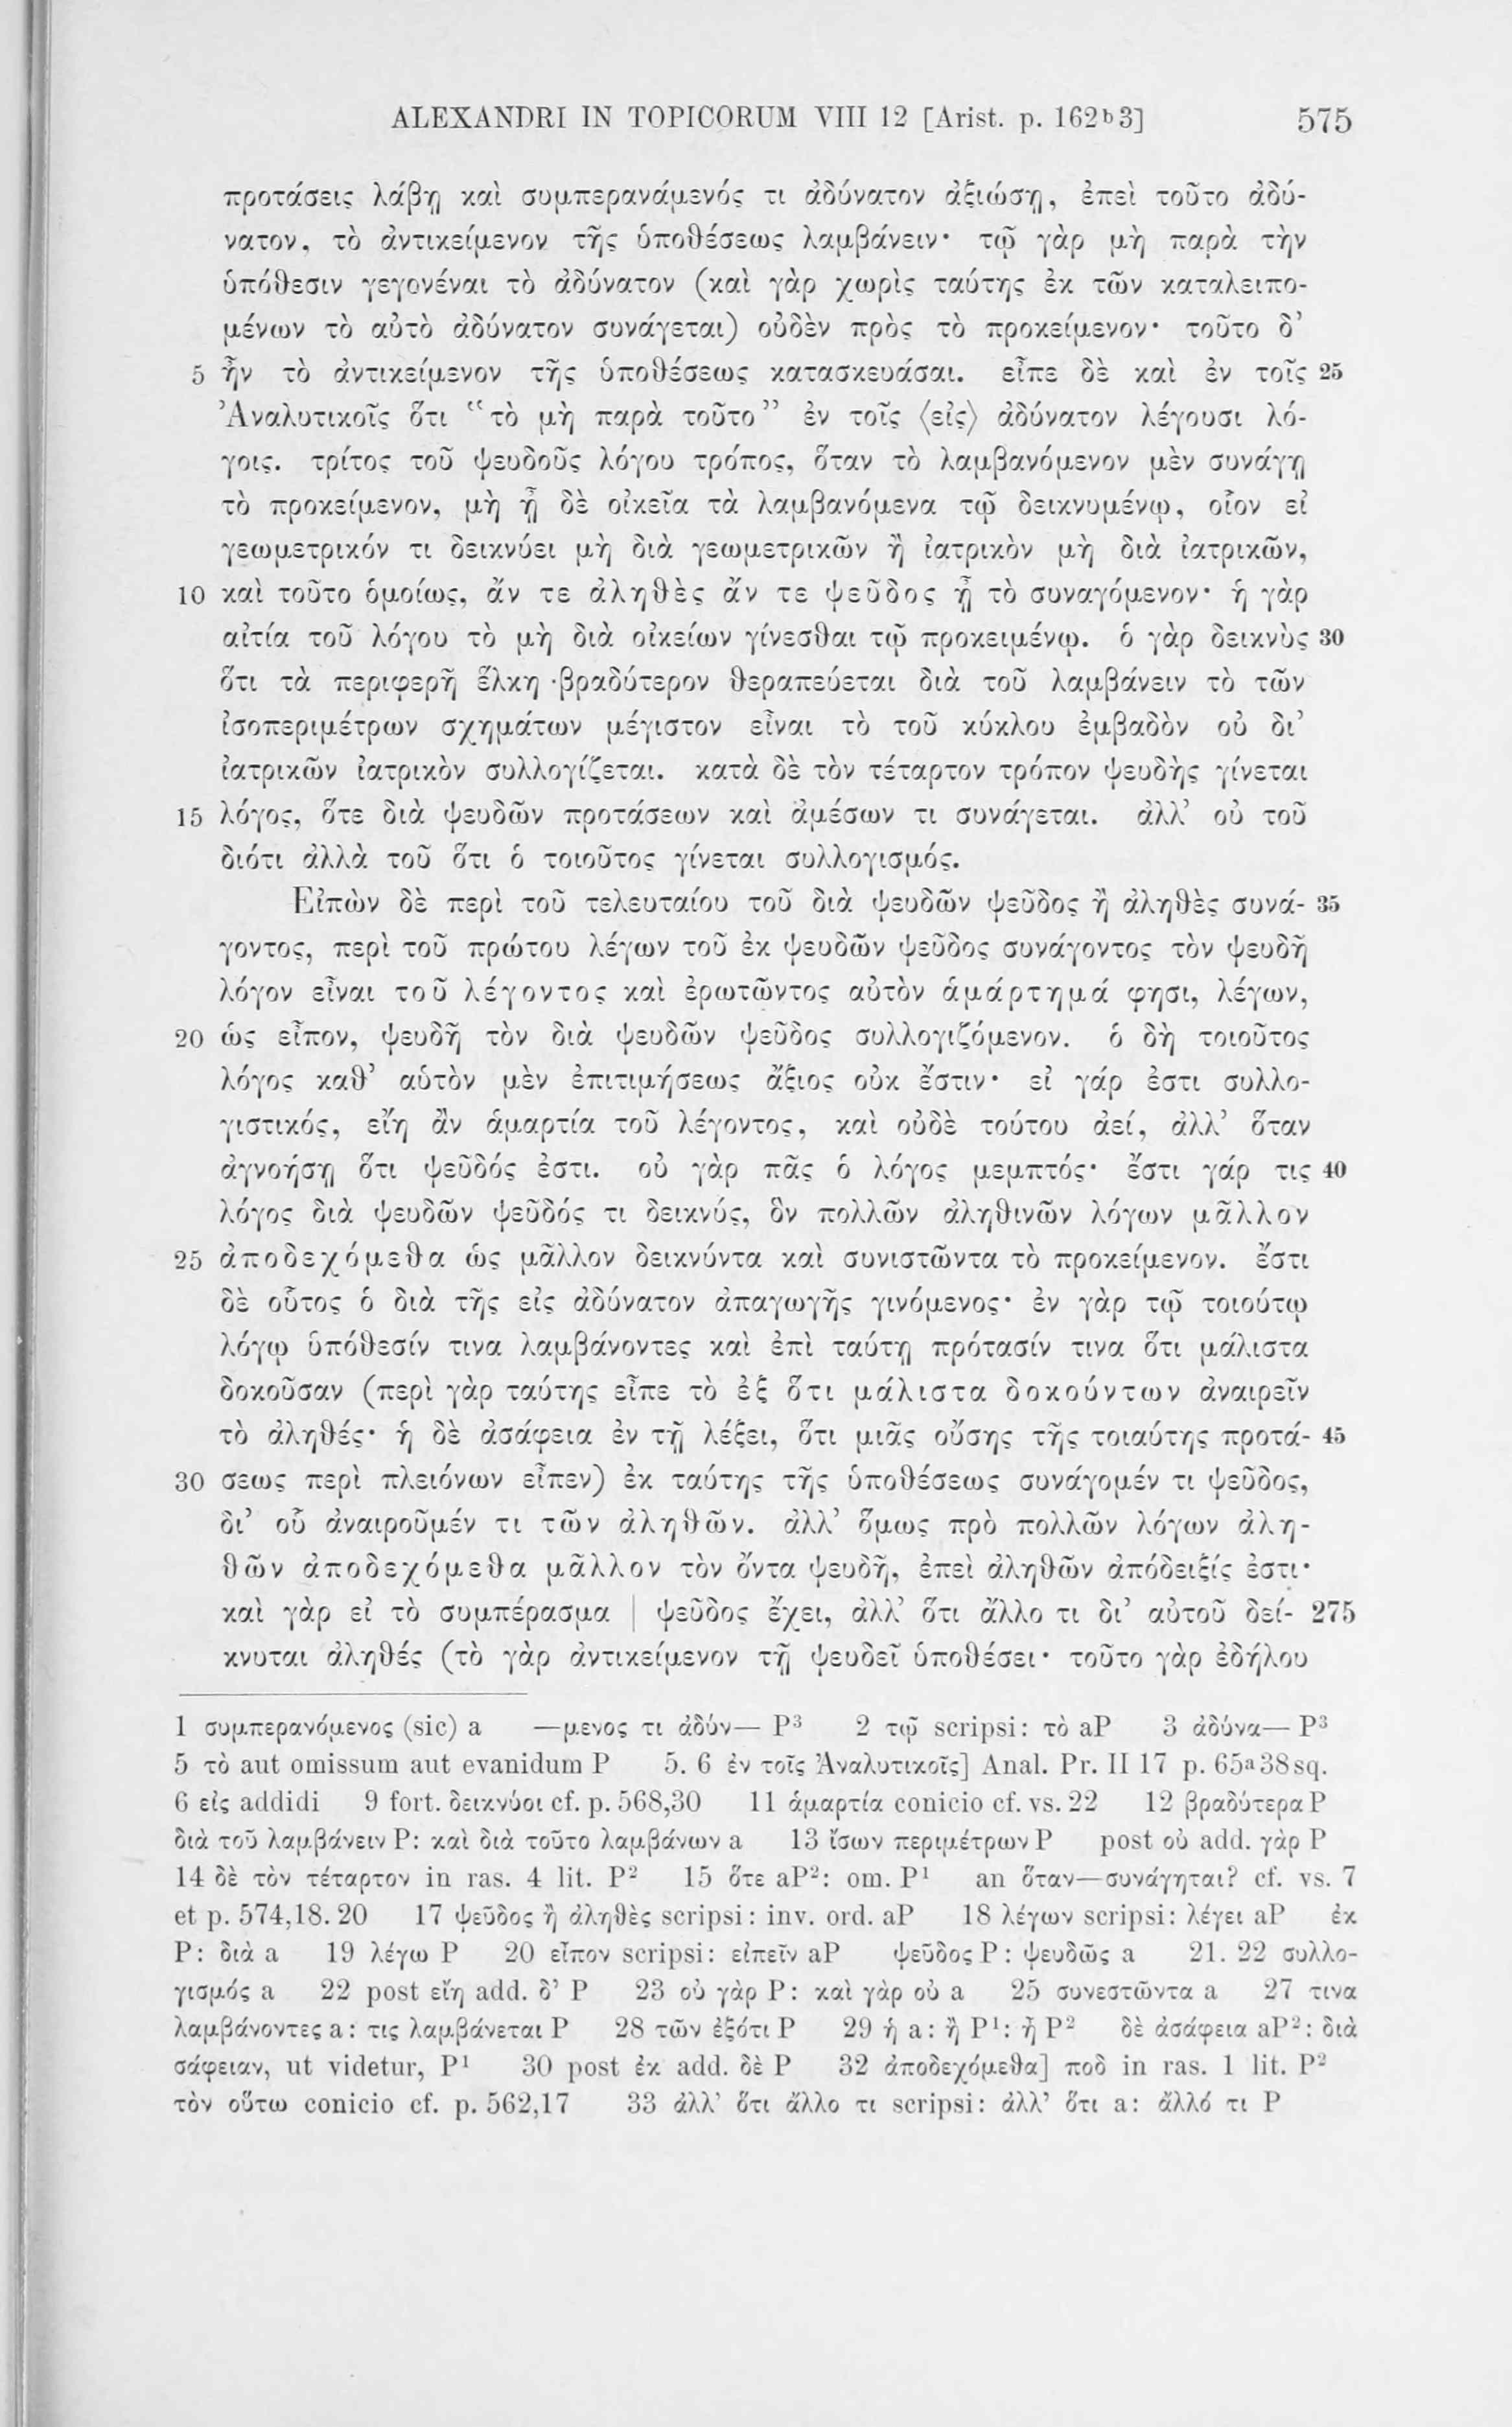 ALEXANDRI IN TOPICORUM VIII 12 [Arist. p. 162ᵇ3] 575
προτάσεις λάβῃ καὶ συμπερανάμενός τι ἀδύνατον ἀξιώσῃ, ἐπεὶ τοῦτο ἀδύ-
νατον, τὸ ἀντικείμενον τῆς ὑποθέσεως λαμβάνειν· τῷ γὰρ μὴ παρὰ τὴν
ὑπόθεσιν γεγονέναι τὸ ἀδύνατον (καὶ γὰρ χωρὶς ταύτης ἐκ τῶν καταλειπο-
μένων τὸ αὐτὸ ἀδύνατον συνάγεται) οὐδὲν πρὸς τὸ προκείμενον· τοῦτο δ’
5 ἦν τὸ ἀντικείμενον τῆς ὑποθέσεως κατασκευάσαι. εἶπε δὲ καὶ ἐν τοῖς 25
Ἀναλυτικοῖς ὅτι “τὸ μὴ παρὰ τοῦτο” ἐν τοῖς ⟨εἰς⟩ ἀδύνατον λέγουσι λό-
γοις. τρίτος τοῦ ψευδοῦς λόγου τρόπος, ὅταν τὸ λαμβανόμενον μὲν συνάγῃ
τὸ προκείμενον, μὴ ᾖ δὲ οἰκεῖα τὰ λαμβανόμενα τῷ δεικνυμένῳ, οἷον εἰ
γεωμετρικόν τι δεικνύει μὴ διὰ γεωμετρικῶν ἢ ἰατρικὸν μὴ διὰ ἰατρικῶν,
10 καὶ τοῦτο ὁμοίως, ἄν τε ἀληθὲς ἄν τε ψεῦδος ᾖ τὸ συναγόμενον· ἡ γὰρ
αἰτία τοῦ λόγου τὸ μὴ διὰ οἰκείων γίνεσθαι τῷ προκειμένῳ. ὁ γὰρ δεικνὺς 30
ὅτι τὰ περιφερῆ ἕλκη βραδύτερον θεραπεύεται διὰ τοῦ λαμβάνειν τὸ τῶν
ἰσοπεριμέτρων σχημάτων μέγιστον εἶναι τὸ τοῦ κύκλου ἐμβαδὸν οὐ δι’
ἰατρικῶν ἰατρικὸν συλλογίζεται. κατὰ δὲ τὸν τέταρτον τρόπον ψευδὴς γίνεται
15 λόγος, ὅτε διὰ ψευδῶν προτάσεων καὶ ἀμέσων τι συνάγεται. ἀλλ’ οὐ τοῦ
διότι ἀλλὰ τοῦ ὅτι ὁ τοιοῦτος γίνεται συλλογισμός.
Εἰπὼν δὲ περὶ τοῦ τελευταίου τοῦ διὰ ψευδῶν ψεῦδος ἢ ἀληθὲς συνά- 35
γοντος, περὶ τοῦ πρώτου λέγων τοῦ ἐκ ψευδῶν ψεῦδος συνάγοντος τὸν ψευδῆ
λόγον εἶναι τοῦ λέγοντος καὶ ἐρωτῶντος αὐτὸν ἁμάρτημά φησι, λέγων,
20 ὡς εἶπον, ψευδῆ τὸν διὰ ψευδῶν ψεῦδος συλλογιζόμενον. ὁ δὴ τοιοῦτος
λόγος καθ’ αὑτὸν μὲν ἐπιτιμήσεως ἄξιος οὐκ ἔστιν· εἰ γάρ ἐστι συλλο-
γιστικός, εἴη ἂν ἁμαρτία τοῦ λέγοντος, καὶ οὐδὲ τούτου ἀεί, ἀλλ’ ὅταν
ἀγνοήσῃ ὅτι ψεῦδός ἐστι. οὐ γὰρ πᾶς ὁ λόγος μεμπτός· ἔστι γάρ τις 40
λόγος διὰ ψευδῶν ψεῦδός τι δεικνύς, ὃν πολλῶν ἀληθινῶν λόγων μᾶλλον
25 ἀποδεχόμεθα ὡς μᾶλλον δεικνύντα καὶ συνιστῶντα τὸ προκείμενον. ἔστι
δὲ οὗτος ὁ διὰ τῆς εἰς ἀδύνατον ἀπαγωγῆς γινόμενος· ἐν γὰρ τῷ τοιούτῳ
λόγῳ ὑπόθεσίν τινα λαμβάνοντες καὶ ἐπὶ ταύτῃ πρότασίν τινα ὅτι μάλιστα
δοκοῦσαν (περὶ γὰρ ταύτης εἶπε τὸ ἐξ ὅτι μάλιστα δοκούντων ἀναιρεῖν
τὸ ἀληθές· ἡ δὲ ἀσάφεια ἐν τῇ λέξει, ὅτι μιᾶς οὔσης τῆς τοιαύτης προτά- 45
30 σεως περὶ πλειόνων εἶπεν) ἐκ ταύτης τῆς ὑποθέσεως συνάγομέν τι ψεῦδος,
δι’ οὗ ἀναιροῦμέν τι τῶν ἀληθῶν. ἀλλ’ ὅμως πρὸ πολλῶν λόγων ἀλη-
θῶν ἀποδεχόμεθα μᾶλλον τὸν ὄντα ψευδῆ, ἐπεὶ ἀληθῶν ἀπόδειξίς ἐστι·
καὶ γὰρ εἰ τὸ συμπέρασμα | ψεῦδος ἔχει, ἀλλ’ ὅτι ἄλλο τι δι’ αὐτοῦ δεί- 275
κνυται ἀληθές (τὸ γὰρ ἀντικείμενον τῇ ψευδεῖ ὑποθέσει· τοῦτο γὰρ ἐδήλου
1 συμπερανόμενος (sic) a —μενος τι ἀδύν— P³ 2 τῷ scripsi: τὸ aP 3 ἀδύνα— P³
5 τὸ aut omissum aut evanidum P 5. 6 ἐν τοῖς Ἀναλυτικοῖς] Anal. Pr. II 17 p. 65ᵃ38sq.
6 εἰς addidi 9 fort. δεικνύοι cf. p. 568,30 11 ἁμαρτία conicio cf. vs. 22 12 βραδύτερα P
διὰ τοῦ λαμβάνειν P: καὶ διὰ τοῦτο λαμβάνων a 13 ἴσων περιμέτρων P post οὐ add. γὰρ P
14 δὲ τὸν τέταρτον in ras. 4 lit. P² 15 ὅτε aP²: om. P¹ an ὅταν—συνάγηται? cf. vs. 7
et p. 574,18. 20 17 ψεῦδος ἢ ἀληθὲς scripsi: inv. ord. aP 18 λέγων scripsi: λέγει aP ἐκ
P: διὰ a 19 λέγω P 20 εἶπον scripsi: εἰπεῖν aP ψεῦδος P: ψευδῶς a 21. 22 συλλο-
γισμός a 22 post εἴη add. δ’ P 23 οὐ γὰρ P: καὶ γὰρ οὐ a 25 συνεστῶντα a 27 τινα
λαμβάνοντες a: τις λαμβάνεται P 28 τῶν ἐξότι P 29 ἡ a: ἢ P¹: ᾗ P² δὲ ἀσάφεια aP²: διὰ
σάφειαν, ut videtur, P¹ 30 post ἐκ add. δὲ P 32 ἀποδεχόμεθα] ποδ in ras. 1 lit. P²
τὸν οὕτω conicio cf. p. 562,17 33 ἀλλ’ ὅτι ἄλλο τι scripsi: ἀλλ’ ὅτι a: ἄλλό τι P